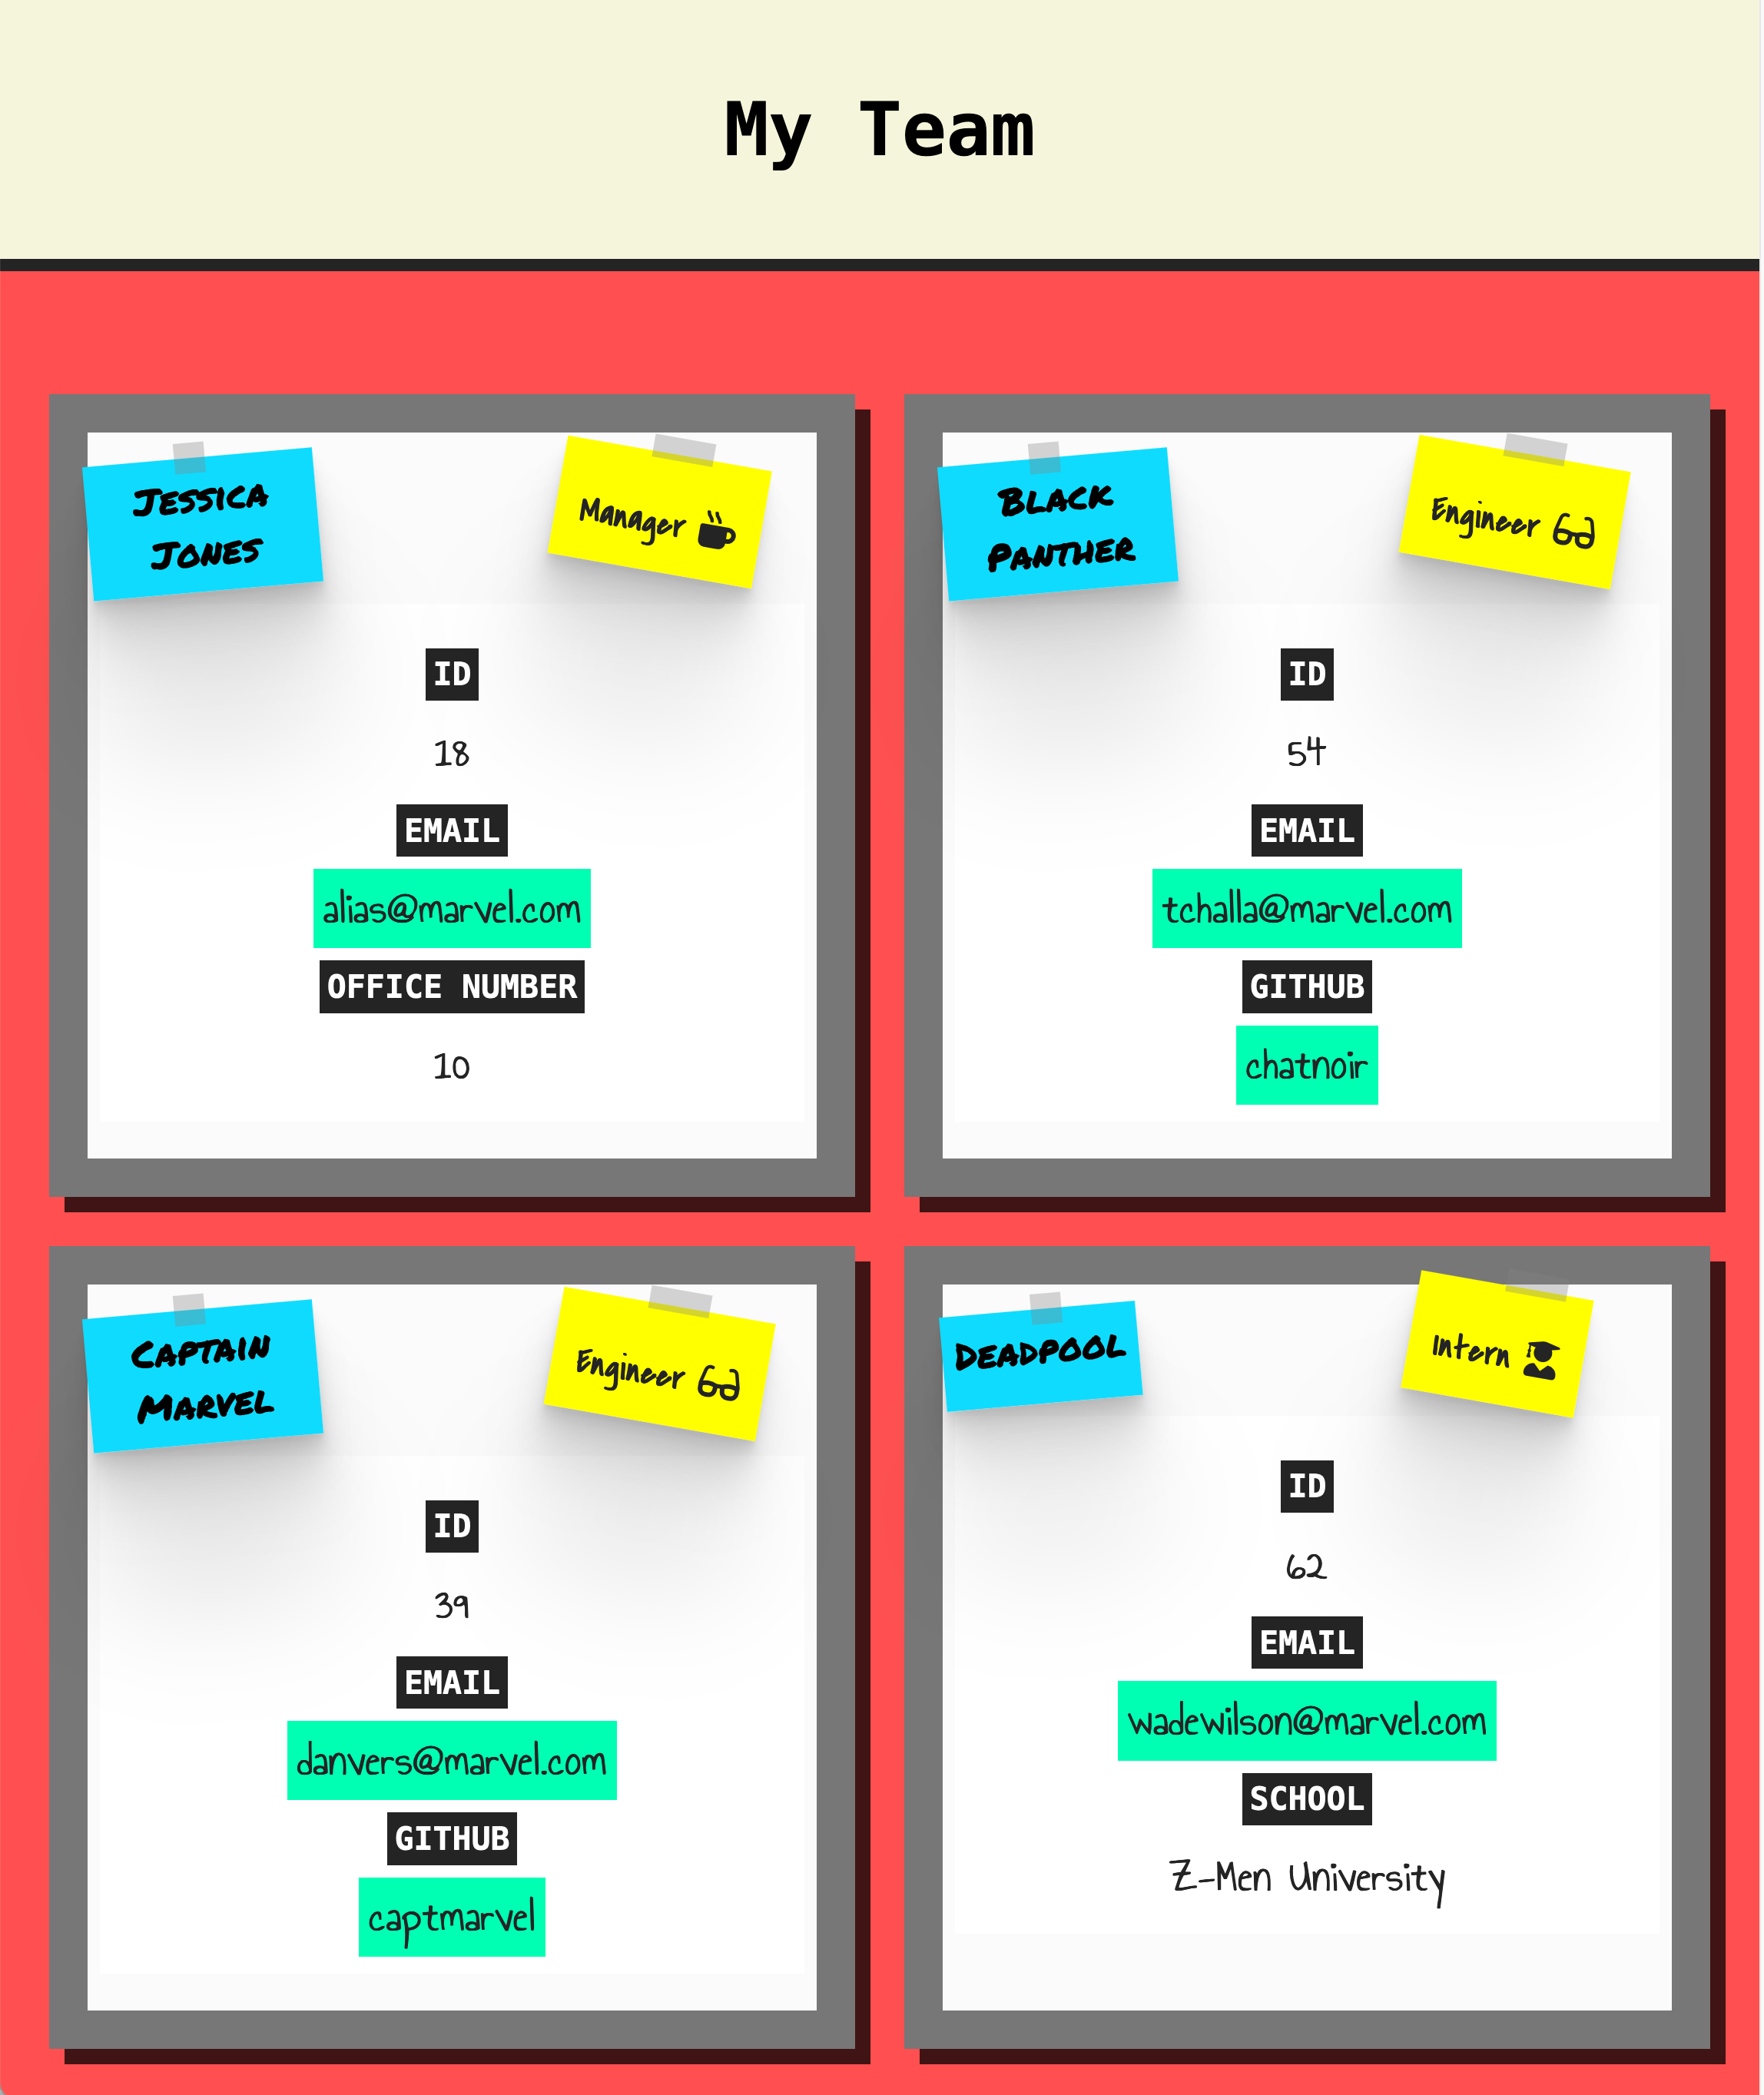 My Team
Jessica
Jones
Manager
ID
18
EMAIL
alias@marvel.com
OFFICE NUMBER
10
Black
Panther
Engineer
ID
54
EMAIL
tchalla@marvel.com
GITHUB
chatnoir
Captain
Marvel
Engineer
ID
39
EMAIL
danvers@marvel.com
GITHUB
captmarvel
Deadpool
Intern
ID
62
EMAIL
wadewilson@marvel.com
SCHOOL
Z-Men University